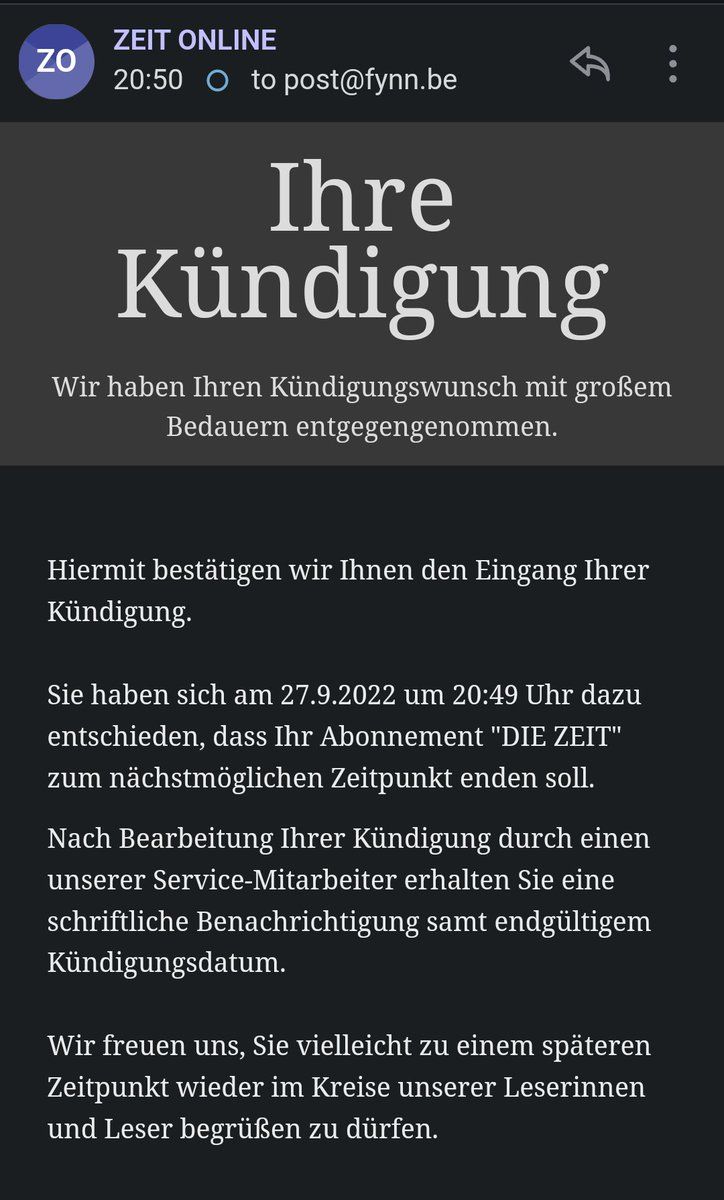 ZO
ZEIT ONLINE
20:50 to post@fynn.be
Ihre
Kündigung
Wir haben Ihren Kündigungswunsch mit großem
Bedauern entgegengenommen.
Hiermit bestätigen wir Ihnen den Eingang Ihrer
Kündigung.
Sie haben sich am 27.9.2022 um 20:49 Uhr dazu
entschieden, dass Ihr Abonnement "DIE ZEIT"
zum nächstmöglichen Zeitpunkt enden soll.
Nach Bearbeitung Ihrer Kündigung durch einen
unserer Service-Mitarbeiter erhalten Sie eine
schriftliche Benachrichtigung samt endgültigem
Kündigungsdatum.
Wir freuen uns, Sie vielleicht zu einem späteren
Zeitpunkt wieder im Kreise unserer Leserinnen
und Leser begrüßen zu dürfen.